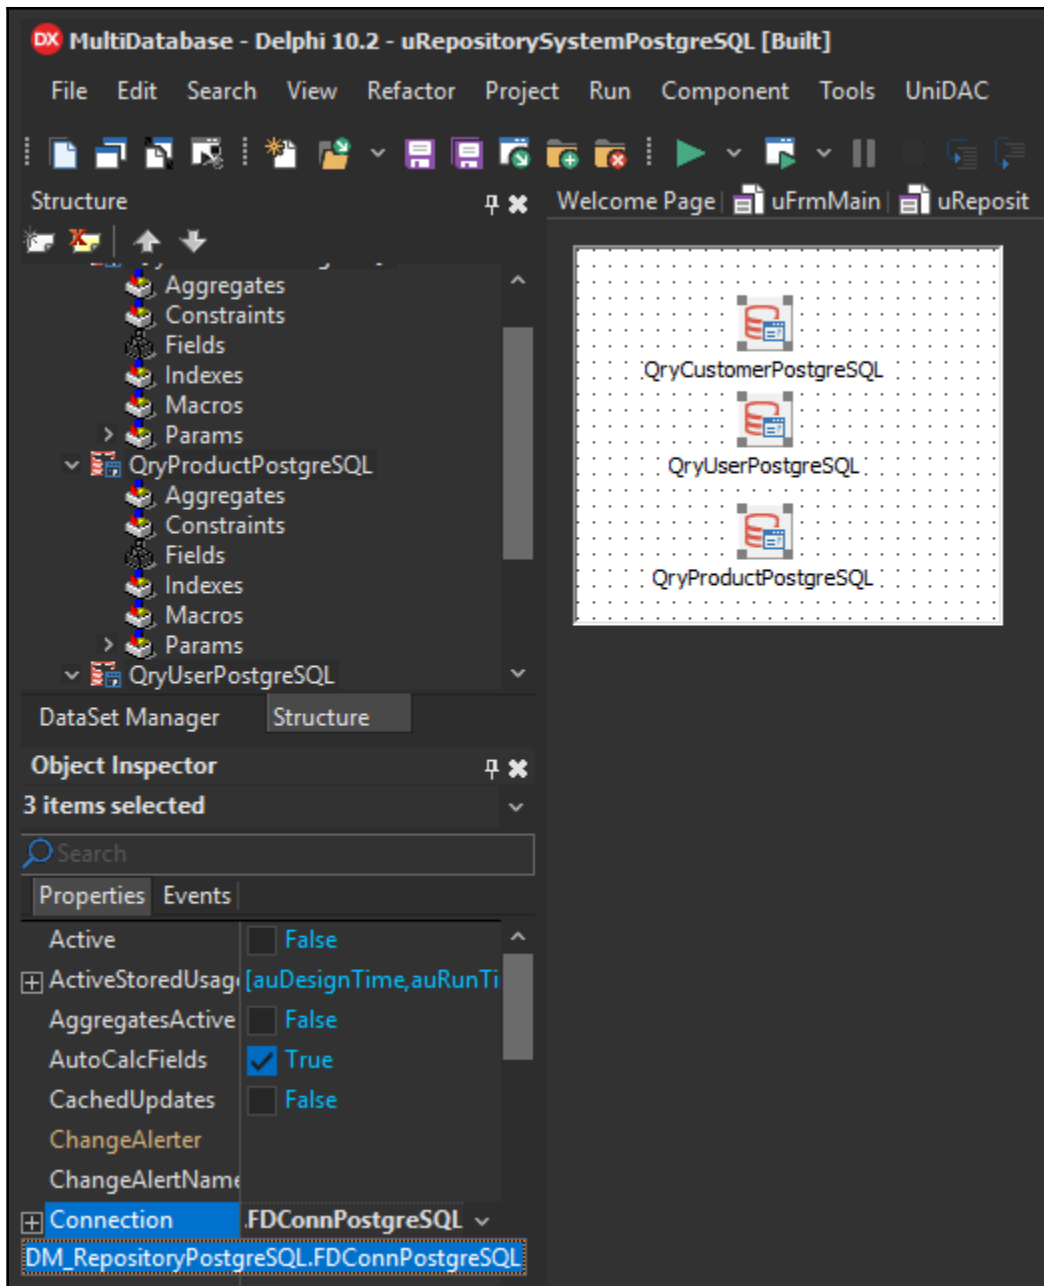 DX MultiDatabase - Delphi 10.2 - uRepositorySystemPostgreSQL [Built]
File Edit Search View Refactor Project Run Component Tools UniDAC
Structure
Welcome Page uFrmMain uReposit
Aggregates
Constraints
Fields
Indexes
Macros
Params
QryProductPostgreSQL
Aggregates
Constraints
Fields
Indexes
Macros
Params
QryUserPostgreSQL
QryCustomerPostgreSQL
QryUserPostgreSQL
QryProductPostgreSQL
DataSet Manager Structure
Object Inspector
3 items selected
Search
Properties Events
Active False
ActiveStoredUsag [auDesignTime,auRunTi
AggregatesActive False
AutoCalcFields True
CachedUpdates False
ChangeAlerter
ChangeAlertName
Connection .FDConnPostgreSQL
DM_RepositoryPostgreSQL.FDConnPostgreSQL